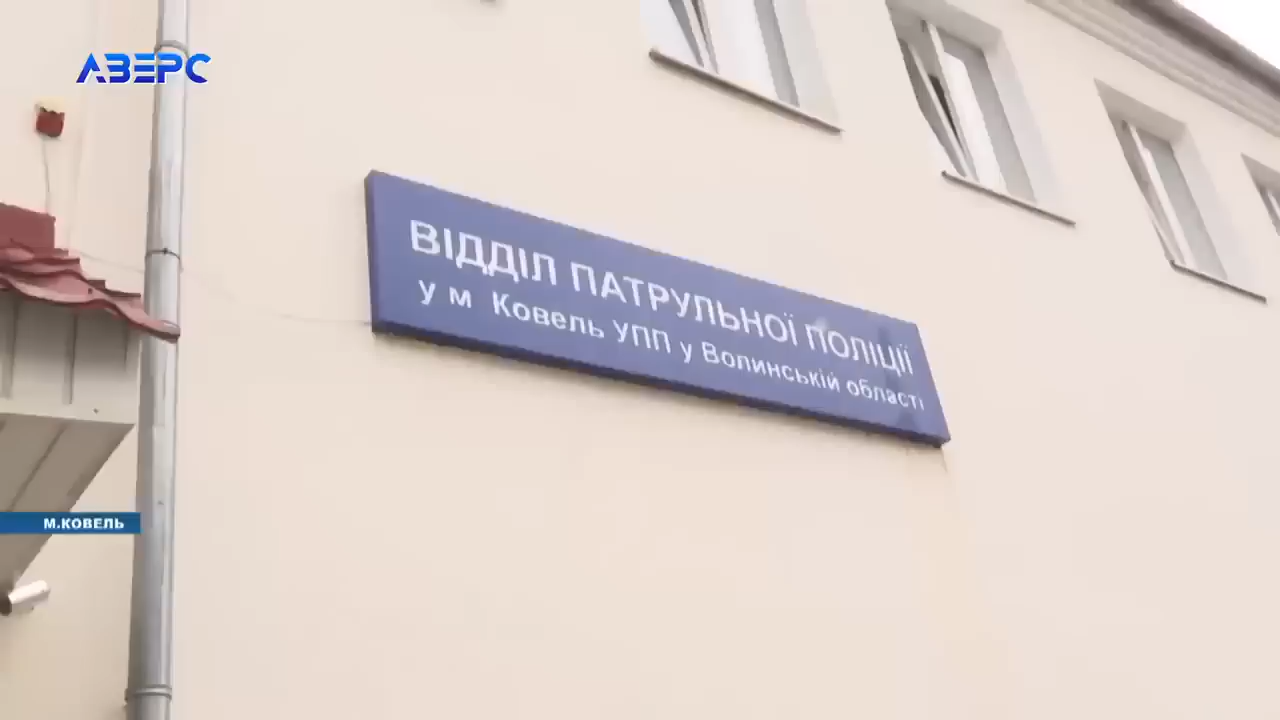 АВЕРС
ВІДДІЛ ПАТРУЛЬНОЇ ПОЛІЦІЇ
у м Ковель УПП у Волинській області
М.КОВЕЛЬ